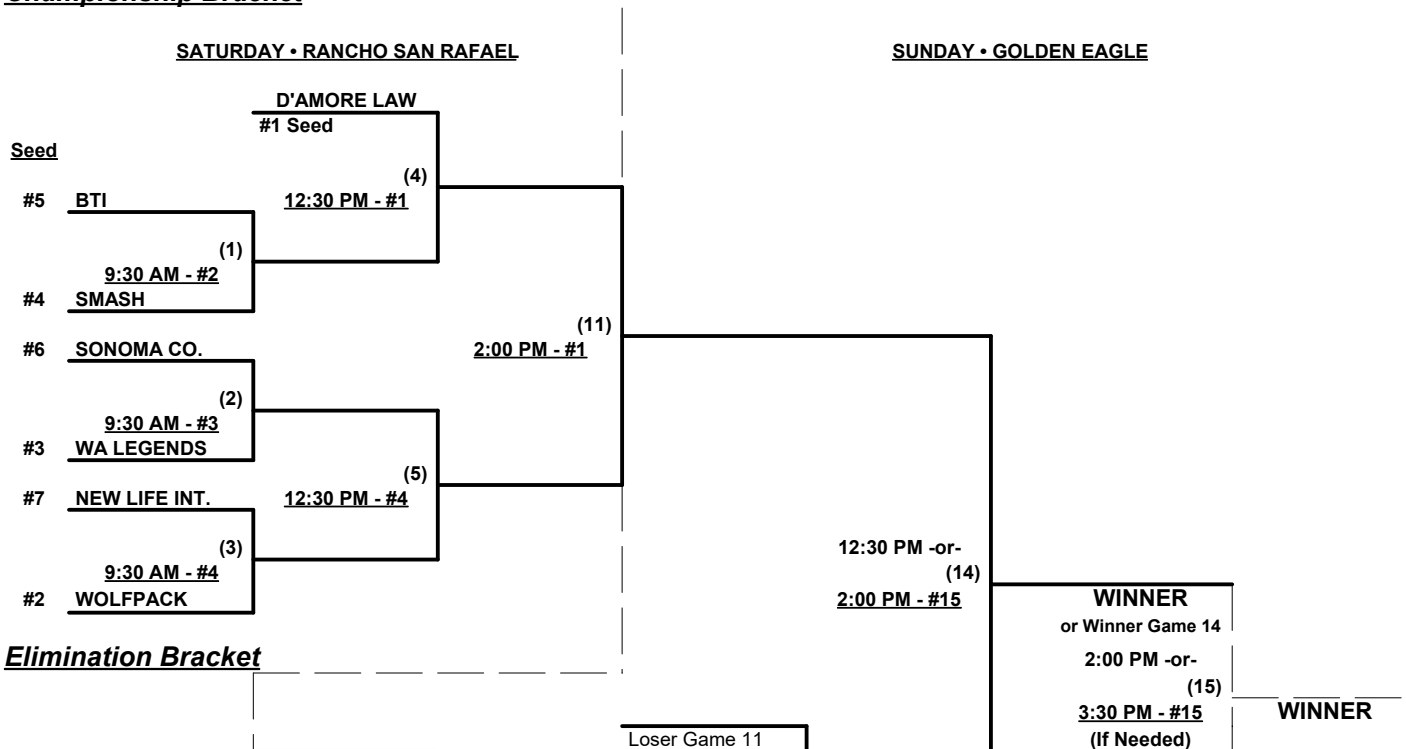 Championship Bracket
SATURDAY • RANCHO SAN RAFAEL
SUNDAY • GOLDEN EAGLE
D'AMORE LAW
#1 Seed
Seed
(4)
12:30 PM - #1
#5 BTI
(1)
9:30 AM - #2
#4 SMASH
(11)
2:00 PM - #1
#6 SONOMA CO.
(2)
9:30 AM - #3
#3 WA LEGENDS
(5)
12:30 PM - #4
#7 NEW LIFE INT.
(3)
9:30 AM - #4
#2 WOLFPACK
12:30 PM -or-
(14)
2:00 PM - #15
WINNER
or Winner Game 14
Elimination Bracket
2:00 PM -or-
(15)
3:30 PM - #15
(If Needed)
WINNER
Loser Game 11